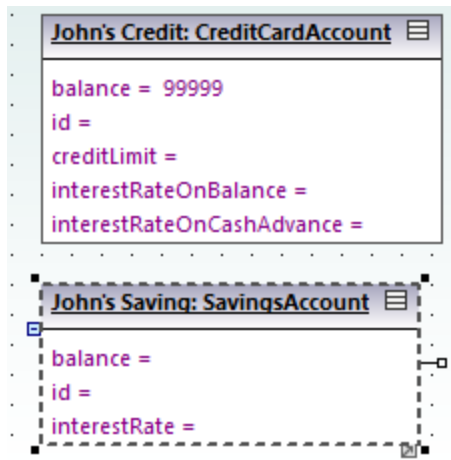 John's Credit: CreditCardAccount
balance = 99999
id =
creditLimit =
interestRateOnBalance =
interestRateOnCashAdvance =
John's Saving: SavingsAccount
balance =
id =
interestRate =